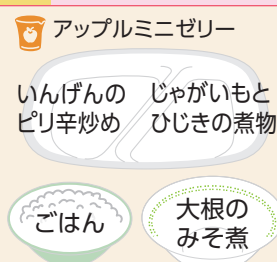 アップルミニゼリー
いんげんの
ピリ辛炒め
じゃがいもと
ひじきの煮物
ごはん
大根の
みそ煮